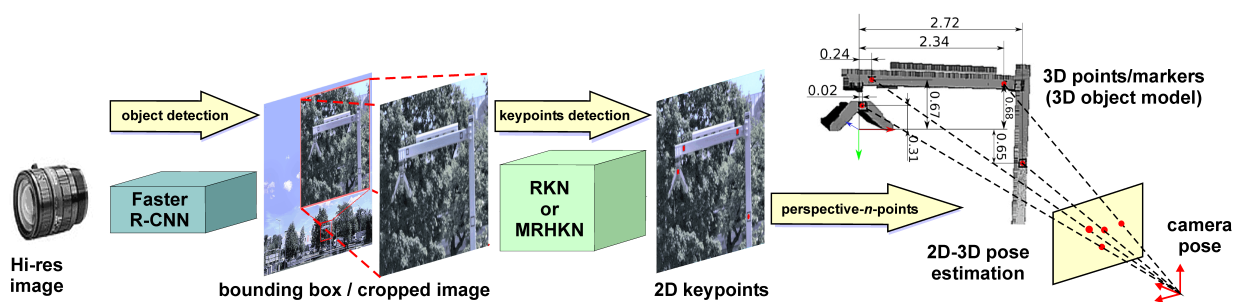 Hi-res
image
object detection
Faster
R-CNN
bounding box / cropped image
keypoints detection
RKN
or
MRHKN
2D keypoints
perspective-n-points
2.72
2.34
0.24
0.02
0.67
0.68
0.31
0.65
3D points/markers
(3D object model)
2D-3D pose
estimation
camera
pose